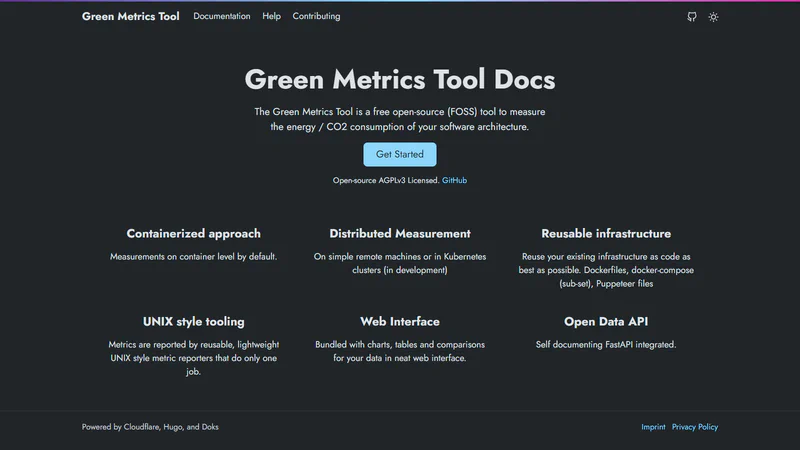 Green Metrics Tool Documentation Help Contributing
Green Metrics Tool Docs
The Green Metrics Tool is a free open-source (FOSS) tool to measure
the energy / CO2 consumption of your software architecture.
Get Started
Open-source AGPLv3 Licensed. GitHub
Containerized approach
Measurements on container level by default.
Distributed Measurement
On simple remote machines or in Kubernetes
clusters (in development)
Reusable infrastructure
Reuse your existing infrastructure as code as
best as possible. Dockerfiles, docker-compose
(sub-set), Puppeteer files
UNIX style tooling
Metrics are reported by reusable, lightweight
UNIX style metric reporters that do only one
job.
Web Interface
Bundled with charts, tables and comparisons
for your data in neat web interface.
Open Data API
Self documenting FastAPI integrated.
Powered by Cloudflare, Hugo, and Doks
Imprint Privacy Policy